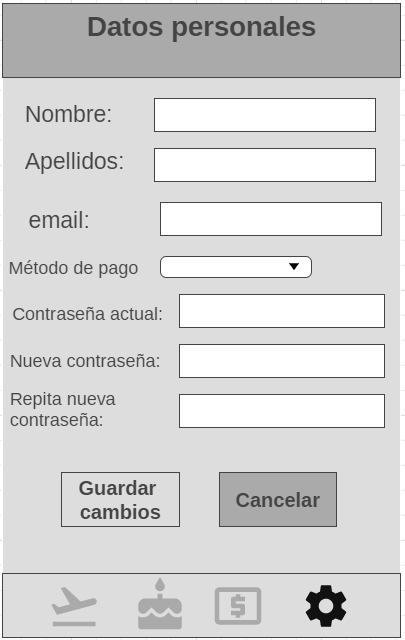 Datos personales
Nombre:
Apellidos:
email:
Método de pago
Contraseña actual:
Nueva contraseña:
Repita nueva
contraseña:
Guardar
cambios
Cancelar
$